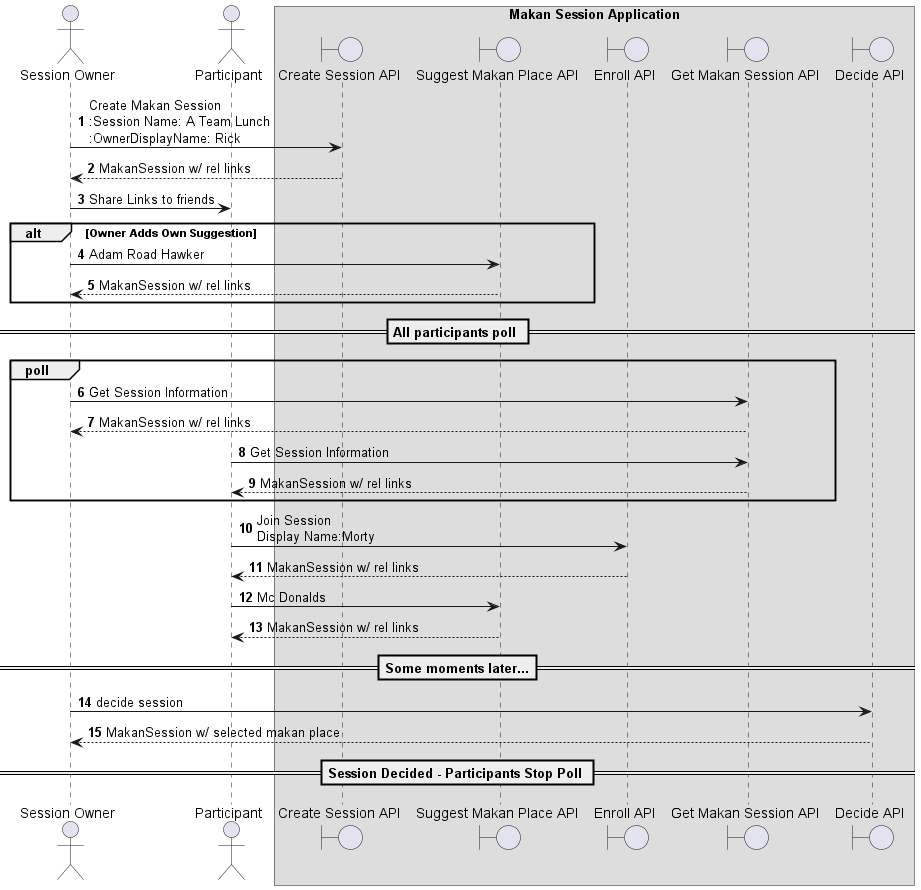 Makan Session Application
Session Owner
Participant
Create Session API
Suggest Makan Place API
Enroll API
Get Makan Session API
Decide API
Create Makan Session
1 :Session Name: A Team Lunch
:OwnerDisplayName: Rick
2 MakanSession w/ rel links
3 Share Links to friends
alt [Owner Adds Own Suggestion]
4 Adam Road Hawker
5 MakanSession w/ rel links
All participants poll
poll
6 Get Session Information
7 MakanSession w/ rel links
8 Get Session Information
9 MakanSession w/ rel links
10 Join Session
Display Name:Morty
11 MakanSession w/ rel links
12 Mc Donalds
13 MakanSession w/ rel links
Some moments later...
14 decide session
15 MakanSession w/ selected makan place
Session Decided - Participants Stop Poll
Session Owner
Participant
Create Session API
Suggest Makan Place API
Enroll API
Get Makan Session API
Decide API